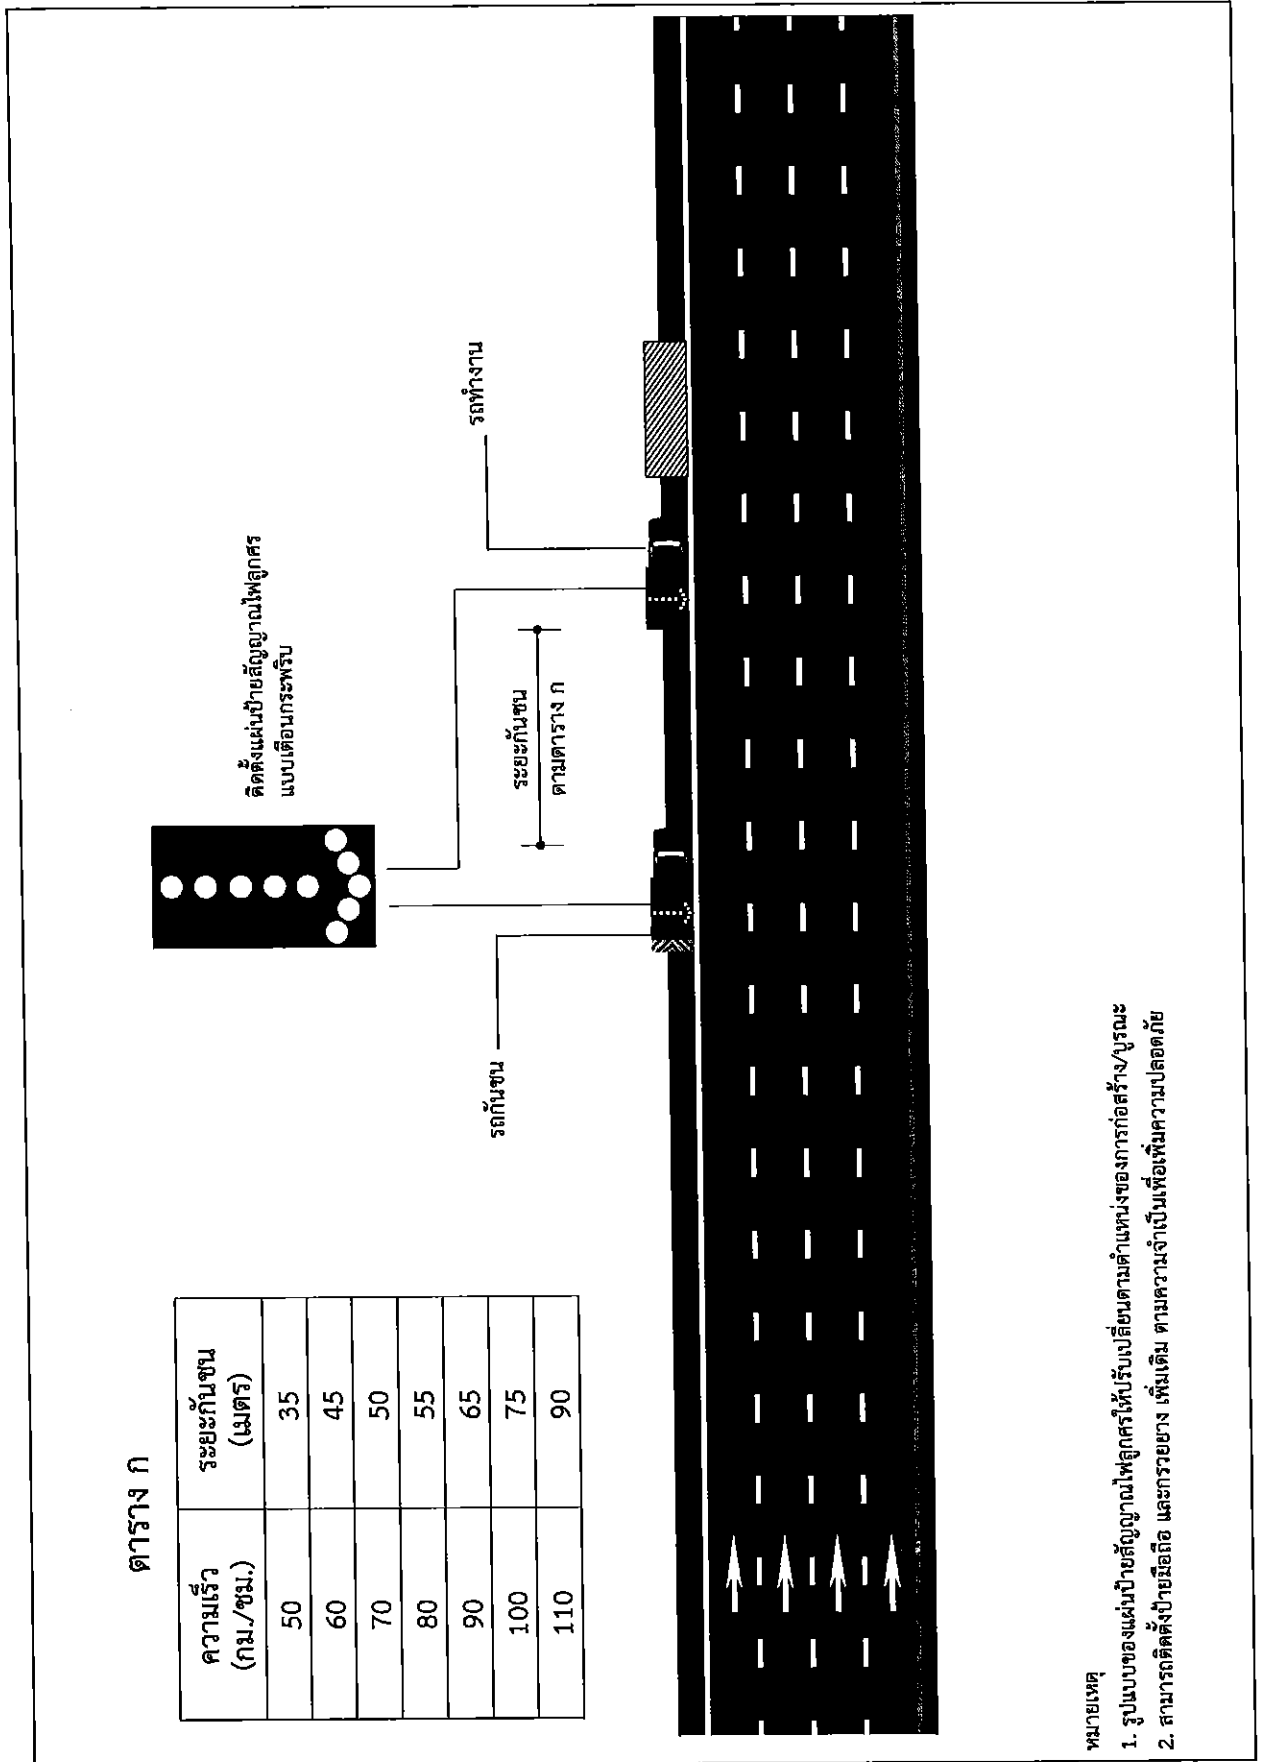 ตาราง ก
ความเร็ว
(กม./ชม.)
ระยะกันชน
(เมตร)
50 35
60 45
70 50
80 55
90 65
100 75
110 90
ติดตั้งแผ่นป้ายสัญญาณไฟลูกศร
แบบเตือนกระพริบ
รถกันชน
ระยะกันชน
ตามตาราง ก
รถทำงาน
หมายเหตุ
1. รูปแบบของแผ่นป้ายสัญญาณไฟลูกศรให้ปรับเปลี่ยนตามตำแหน่งของการก่อสร้าง/บูรณะ
2. สามารถติดตั้งป้ายมือถือ และกรวยยาง เพิ่มเติม ตามความจำเป็นเพื่อเพิ่มความปลอดภัย